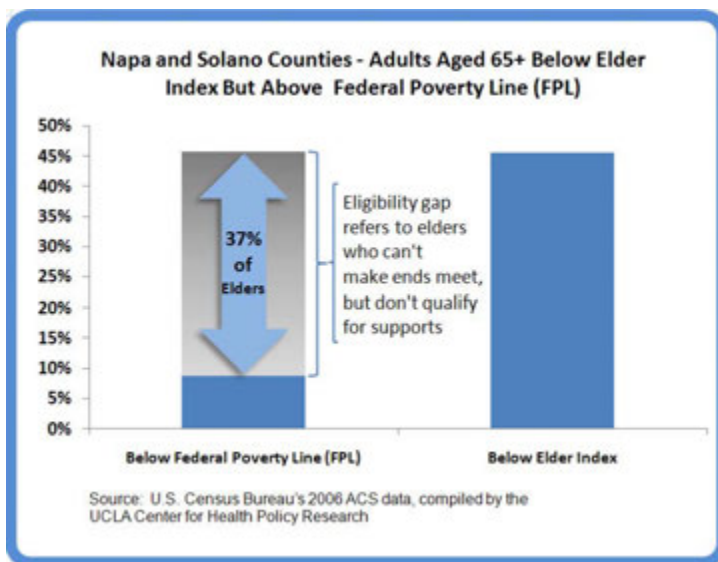 Napa and Solano Counties - Adults Aged 65+ Below Elder
Index But Above Federal Poverty Line (FPL)
50%
45%
40%
35%
30%
25%
20%
15%
10%
5%
0%
37%
of
Elders
Eligibility gap
refers to elders
who can't
make ends meet,
but don't qualify
for supports
Below Federal Poverty Line (FPL)
Below Elder Index
Source: U.S. Census Bureau's 2006 ACS data, compiled by the
UCLA Center for Health Policy Research